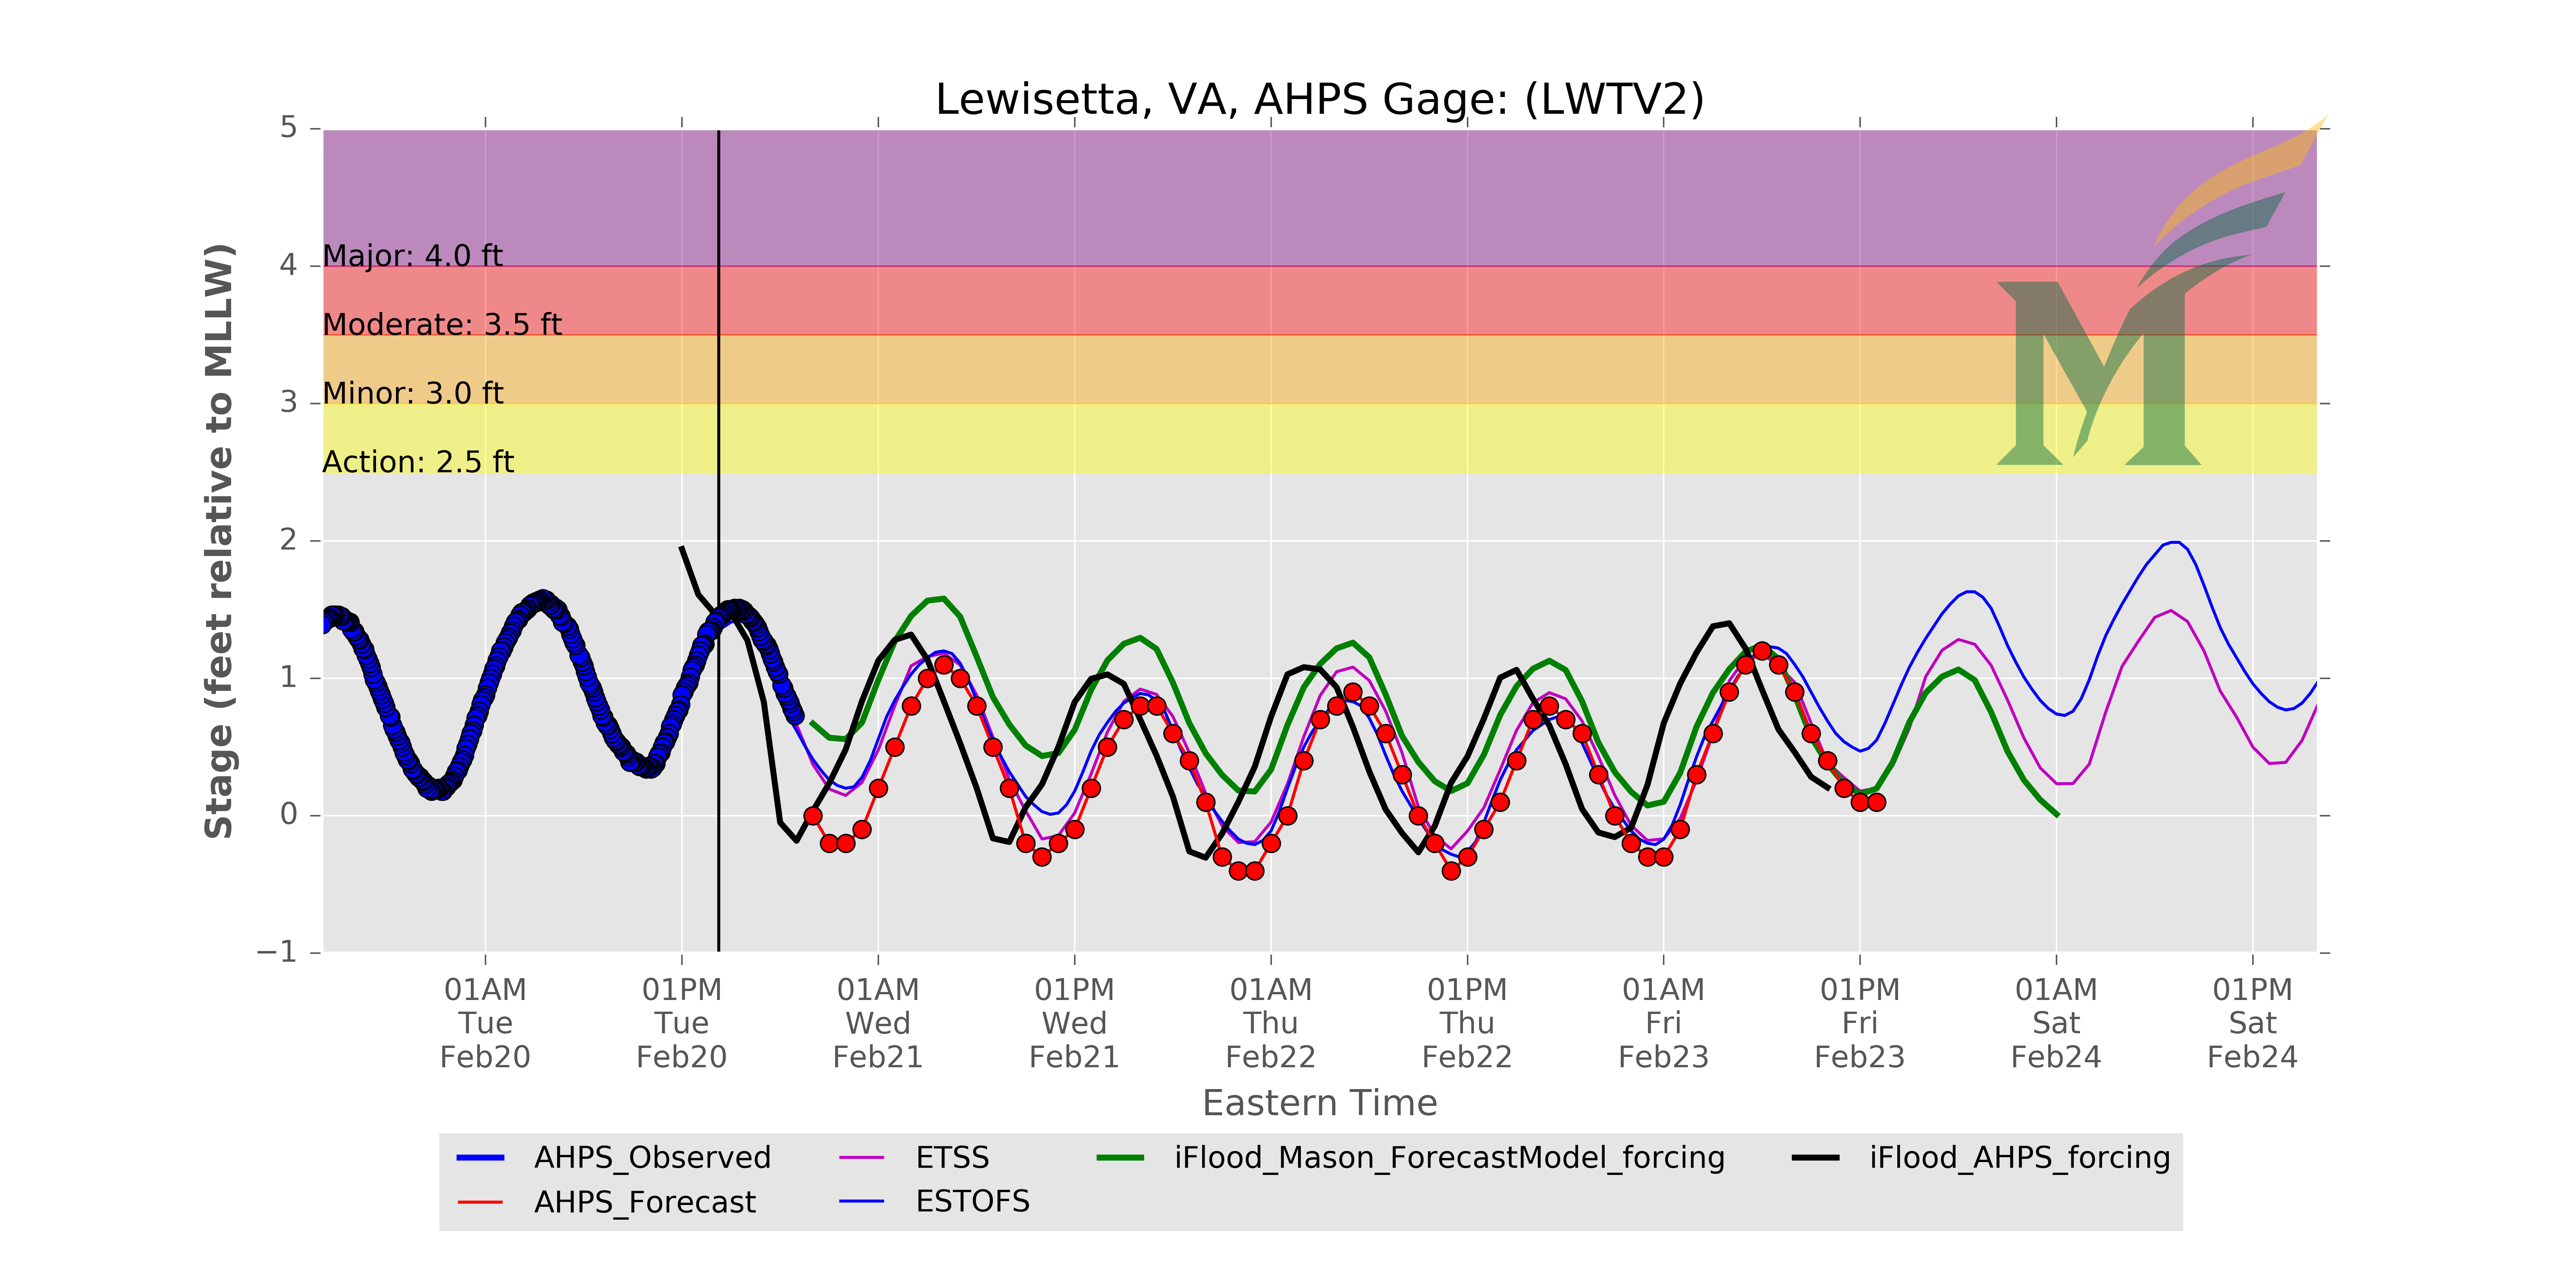 Lewisetta, VA, AHPS Gage: (LWTV2)
Stage (feet relative to MLLW)
5
4
3
2
1
0
−1
Major: 4.0 ft
Moderate: 3.5 ft
Minor: 3.0 ft
Action: 2.5 ft
M
01AM Tue Feb20
01PM Tue Feb20
01AM Wed Feb21
01PM Wed Feb21
01AM Thu Feb22
01PM Thu Feb22
01AM Fri Feb23
01PM Fri Feb23
01AM Sat Feb24
01PM Sat Feb24
Eastern Time
AHPS_Observed
AHPS_Forecast
ETSS
ESTOFS
iFlood_Mason_ForecastModel_forcing
iFlood_AHPS_forcing